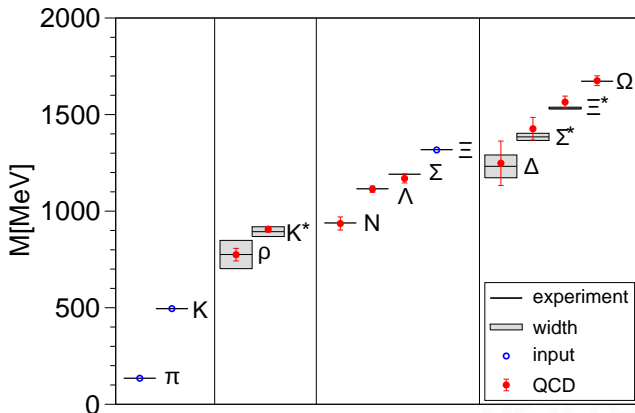 2000
1500
1000
500
0
M[MeV]
π
K
ρ
K*
N
Λ
Σ
Ξ
Δ
Σ*
Ξ*
Ω
experiment
width
input
QCD